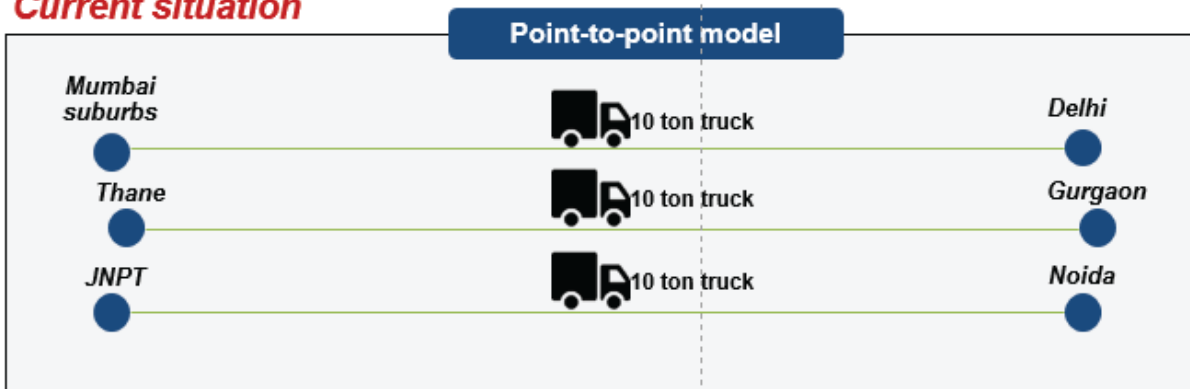 Current situation
Point-to-point model
Mumbai
suburbs
10 ton truck
Delhi
Thane
10 ton truck
Gurgaon
JNPT
10 ton truck
Noida